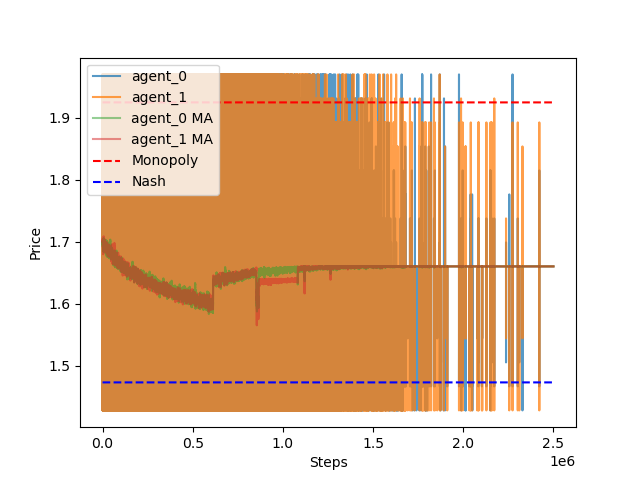 agent_0
agent_1
agent_0 MA
agent_1 MA
Monopoly
Nash
Price
1.9
1.8
1.7
1.6
1.5
0.0 0.5 1.0 1.5 2.0 2.5
Steps 1e6